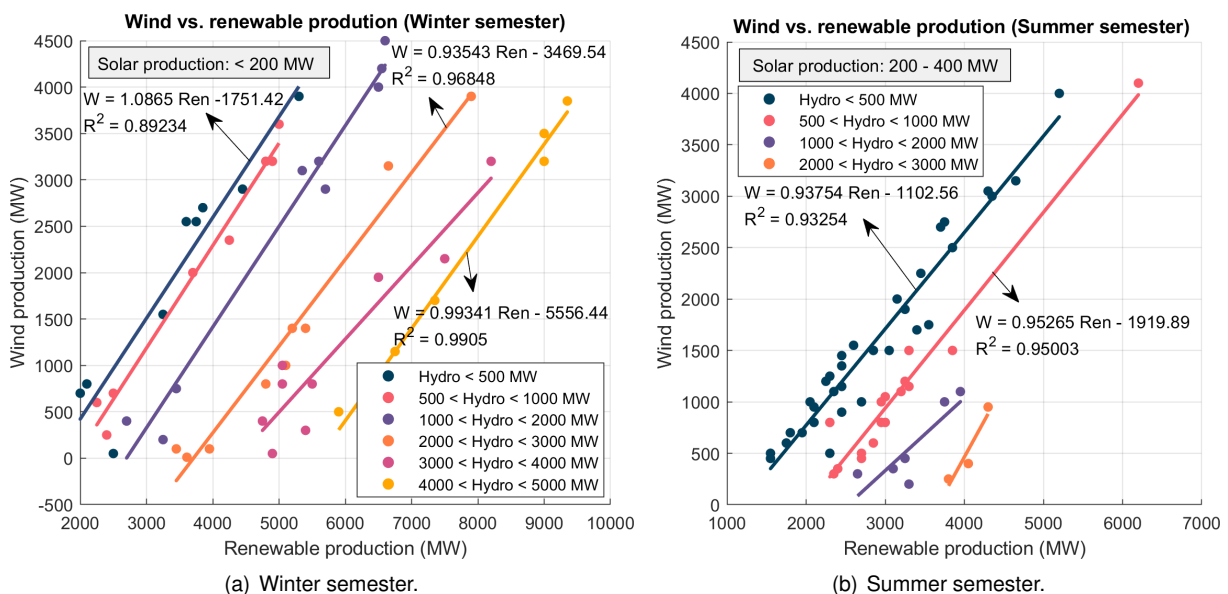 Wind vs. renewable prodution (Winter semester)
Solar production: < 200 MW
W = 0.93543 Ren - 3469.54
R² = 0.96848
W = 1.0865 Ren -1751.42
R² = 0.89234
W = 0.99341 Ren - 5556.44
R² = 0.9905
Hydro < 500 MW
500 < Hydro < 1000 MW
1000 < Hydro < 2000 MW
2000 < Hydro < 3000 MW
3000 < Hydro < 4000 MW
4000 < Hydro < 5000 MW
4500
4000
3500
3000
2500
2000
1500
1000
500
0
-500
Wind production (MW)
2000 3000 4000 5000 6000 7000 8000 9000 10000
Renewable production (MW)
(a) Winter semester.
Wind vs. renewable prodution (Summer semester)
Solar production: 200 - 400 MW
Hydro < 500 MW
500 < Hydro < 1000 MW
1000 < Hydro < 2000 MW
2000 < Hydro < 3000 MW
W = 0.93754 Ren - 1102.56
R² = 0.93254
W = 0.95265 Ren - 1919.89
R² = 0.95003
4500
4000
3500
3000
2500
2000
1500
1000
500
0
Wind production (MW)
1000 2000 3000 4000 5000 6000 7000
Renewable production (MW)
(b) Summer semester.